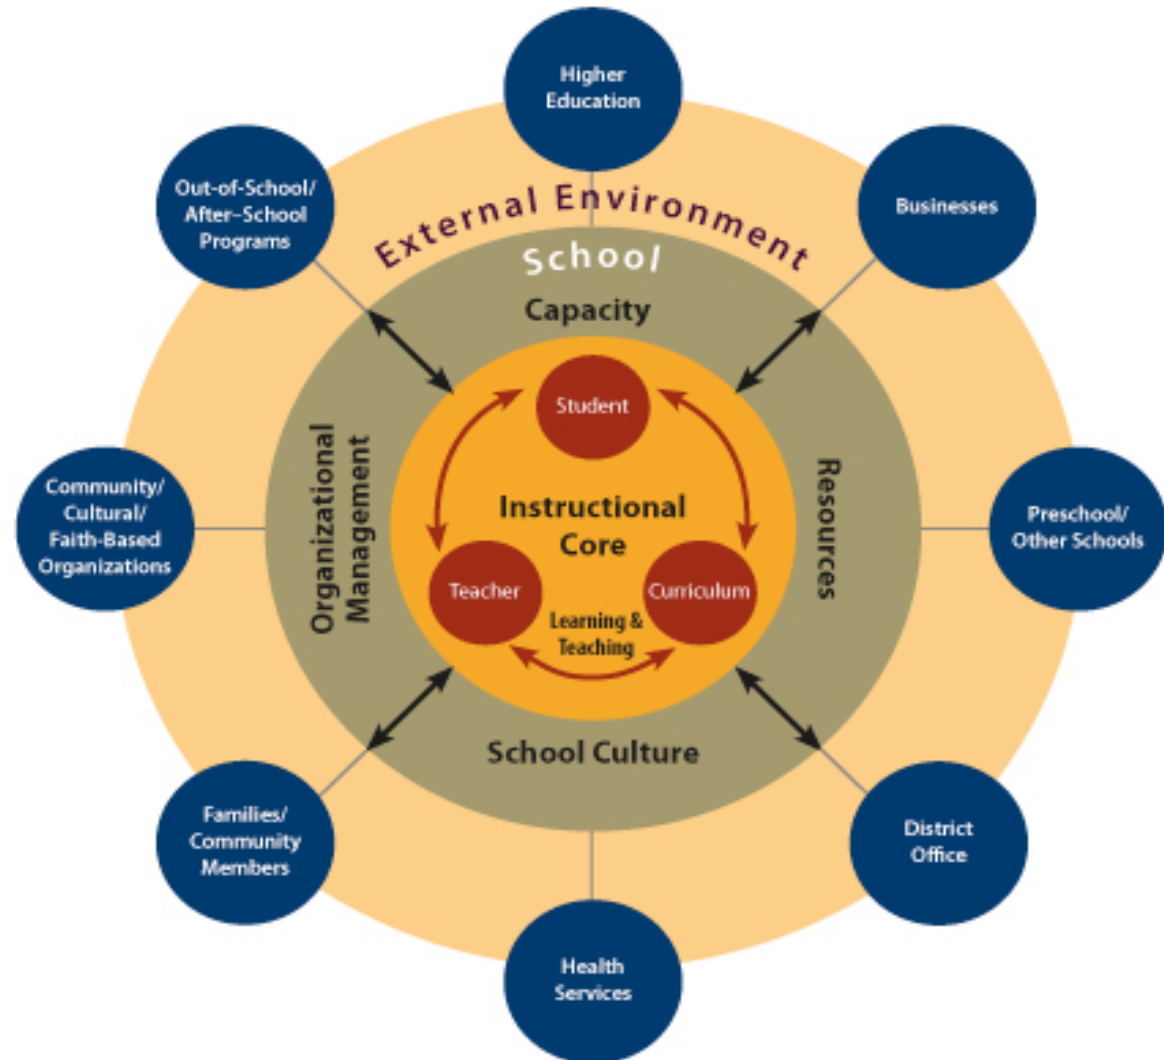 Higher
Education
Out-of-School/
After–School
Programs
Businesses
External Environment
School
Capacity
Student
Organizational
Management
Resources
Instructional
Core
Community/
Cultural/
Faith-Based
Organizations
Preschool/
Other Schools
Teacher
Curriculum
Learning &
Teaching
School Culture
Families/
Community
Members
District
Office
Health
Services